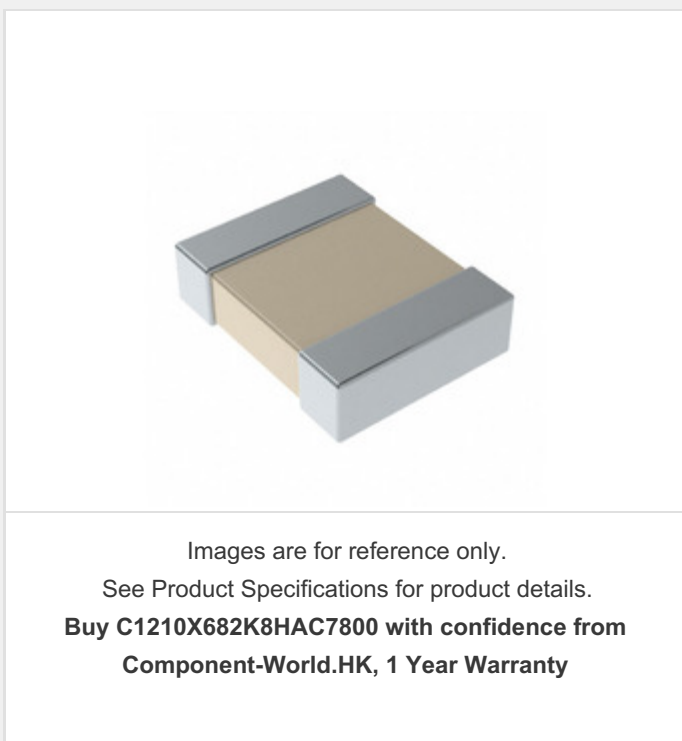 Images are for reference only.
See Product Specifications for product details.
Buy C1210X682K8HAC7800 with confidence from
Component-World.HK, 1 Year Warranty